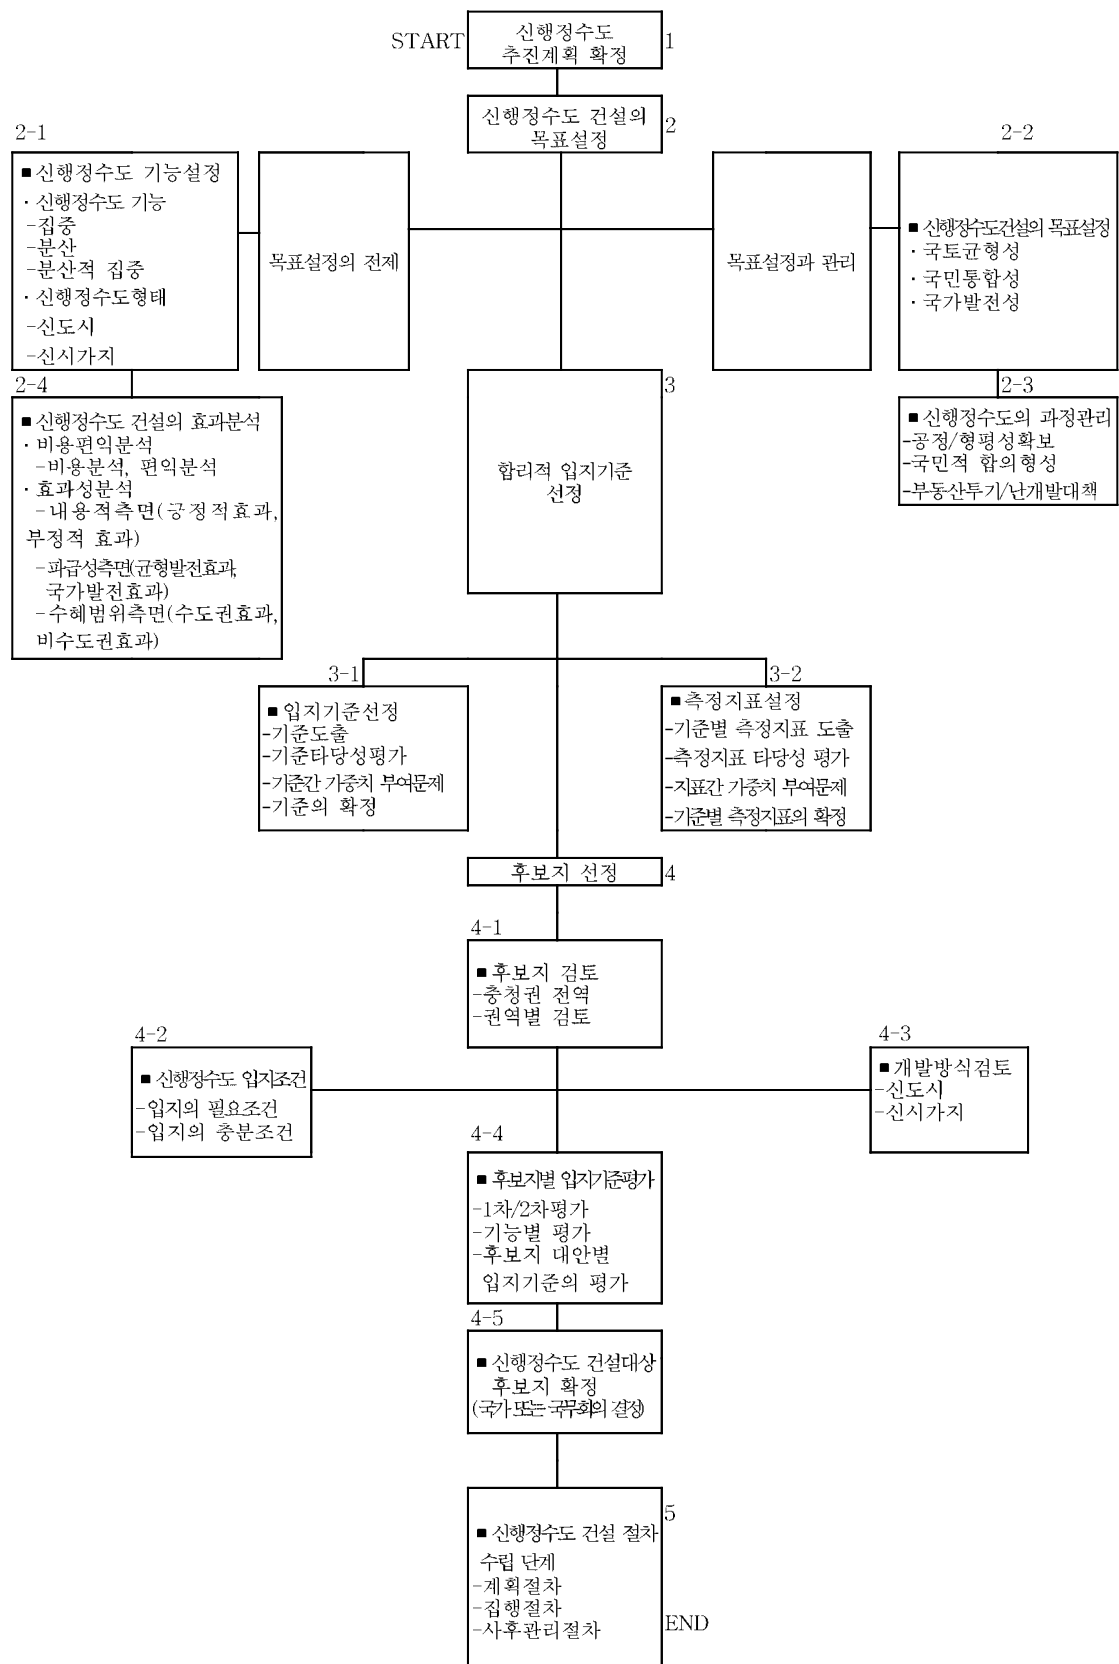 START
신행정수도
추진계획 확정
1
신행정수도 건설의
목표설정
2
2-1
■ 신행정수도 기능설정
· 신행정수도 기능
-집중
-분산
-분산적 집중
· 신행정수도형태
-신도시
-신시가지
목표설정의 전제
목표설정과 관리
2-2
■ 신행정수도건설의 목표설정
· 국토균형성
· 국민통합성
· 국가발전성
2-4
■ 신행정수도 건설의 효과분석
· 비용편익분석
-비용분석, 편익분석
· 효과성분석
- 내용적측면(긍정적효과,
부정적 효과)
-파급성측면(균형발전효과,
국가발전효과)
-수혜범위측면(수도권효과,
비수도권효과)
3
합리적 입지기준
선정
2-3
■ 신행정수도의 과정관리
-공정/형평성확보
-국민적 합의형성
-부동산투기/난개발대책
3-1
■ 입지기준선정
-기준도출
-기준타당성평가
-기준간 가중치 부여문제
-기준의 확정
3-2
■ 측정지표설정
-기준별 측정지표 도출
-측정지표 타당성 평가
-지표간 가중치 부여문제
-기준별 측정지표의 확정
후보지 선정
4
4-1
■ 후보지 검토
-충청권 전역
-권역별 검토
4-2
■ 신행정수도 입지조건
-입지의 필요조건
-입지의 충분조건
4-3
■ 개발방식검토
-신도시
-신시가지
4-4
■ 후보지별 입지기준평가
-1차/2차평가
-기능별 평가
-후보지 대안별
입지기준의 평가
4-5
■ 신행정수도 건설대상
후보지 확정
(국가 또는 국무회의 결정)
5
■ 신행정수도 건설 절차
수립 단계
-계획절차
-집행절차
-사후관리절차
END